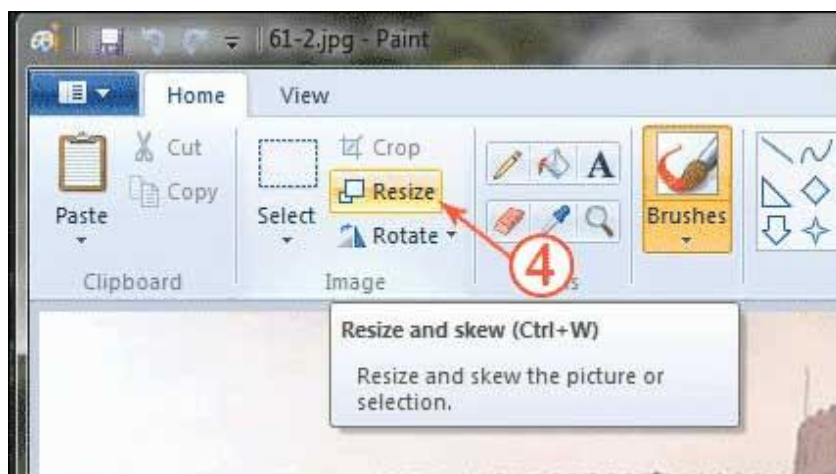 61-2.jpg - Paint
Home View
Cut
Copy
Paste
Clipboard
Crop
Resize
Rotate
Select
Image
A
Brushes
4
Resize and skew (Ctrl+W)
Resize and skew the picture or
selection.